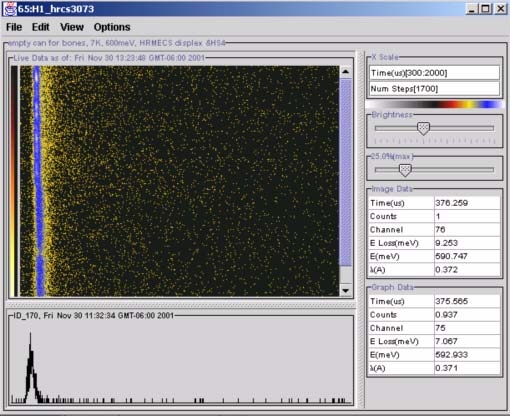 65:H1_hrcs3073
File Edit View Options
empty can for bones, 7K, 600meV, HRMECS displex &HS4
Live Data as of: Fri Nov 30 13:23:48 GMT-06:00 2001
X Scale
Time(us)[300:2000]
Num Steps[1700]
Brightness
25.0%(max)
Image Data
Time(us) 376.259
Counts 1
Channel 76
E Loss(meV) 9.253
E(meV) 590.747
λ(A) 0.372
ID_170, Fri Nov 30 11:32:34 GMT-06:00 2001
Graph Data
Time(us) 375.565
Counts 0.937
Channel 75
E Loss(meV) 7.067
E(meV) 592.933
λ(A) 0.371